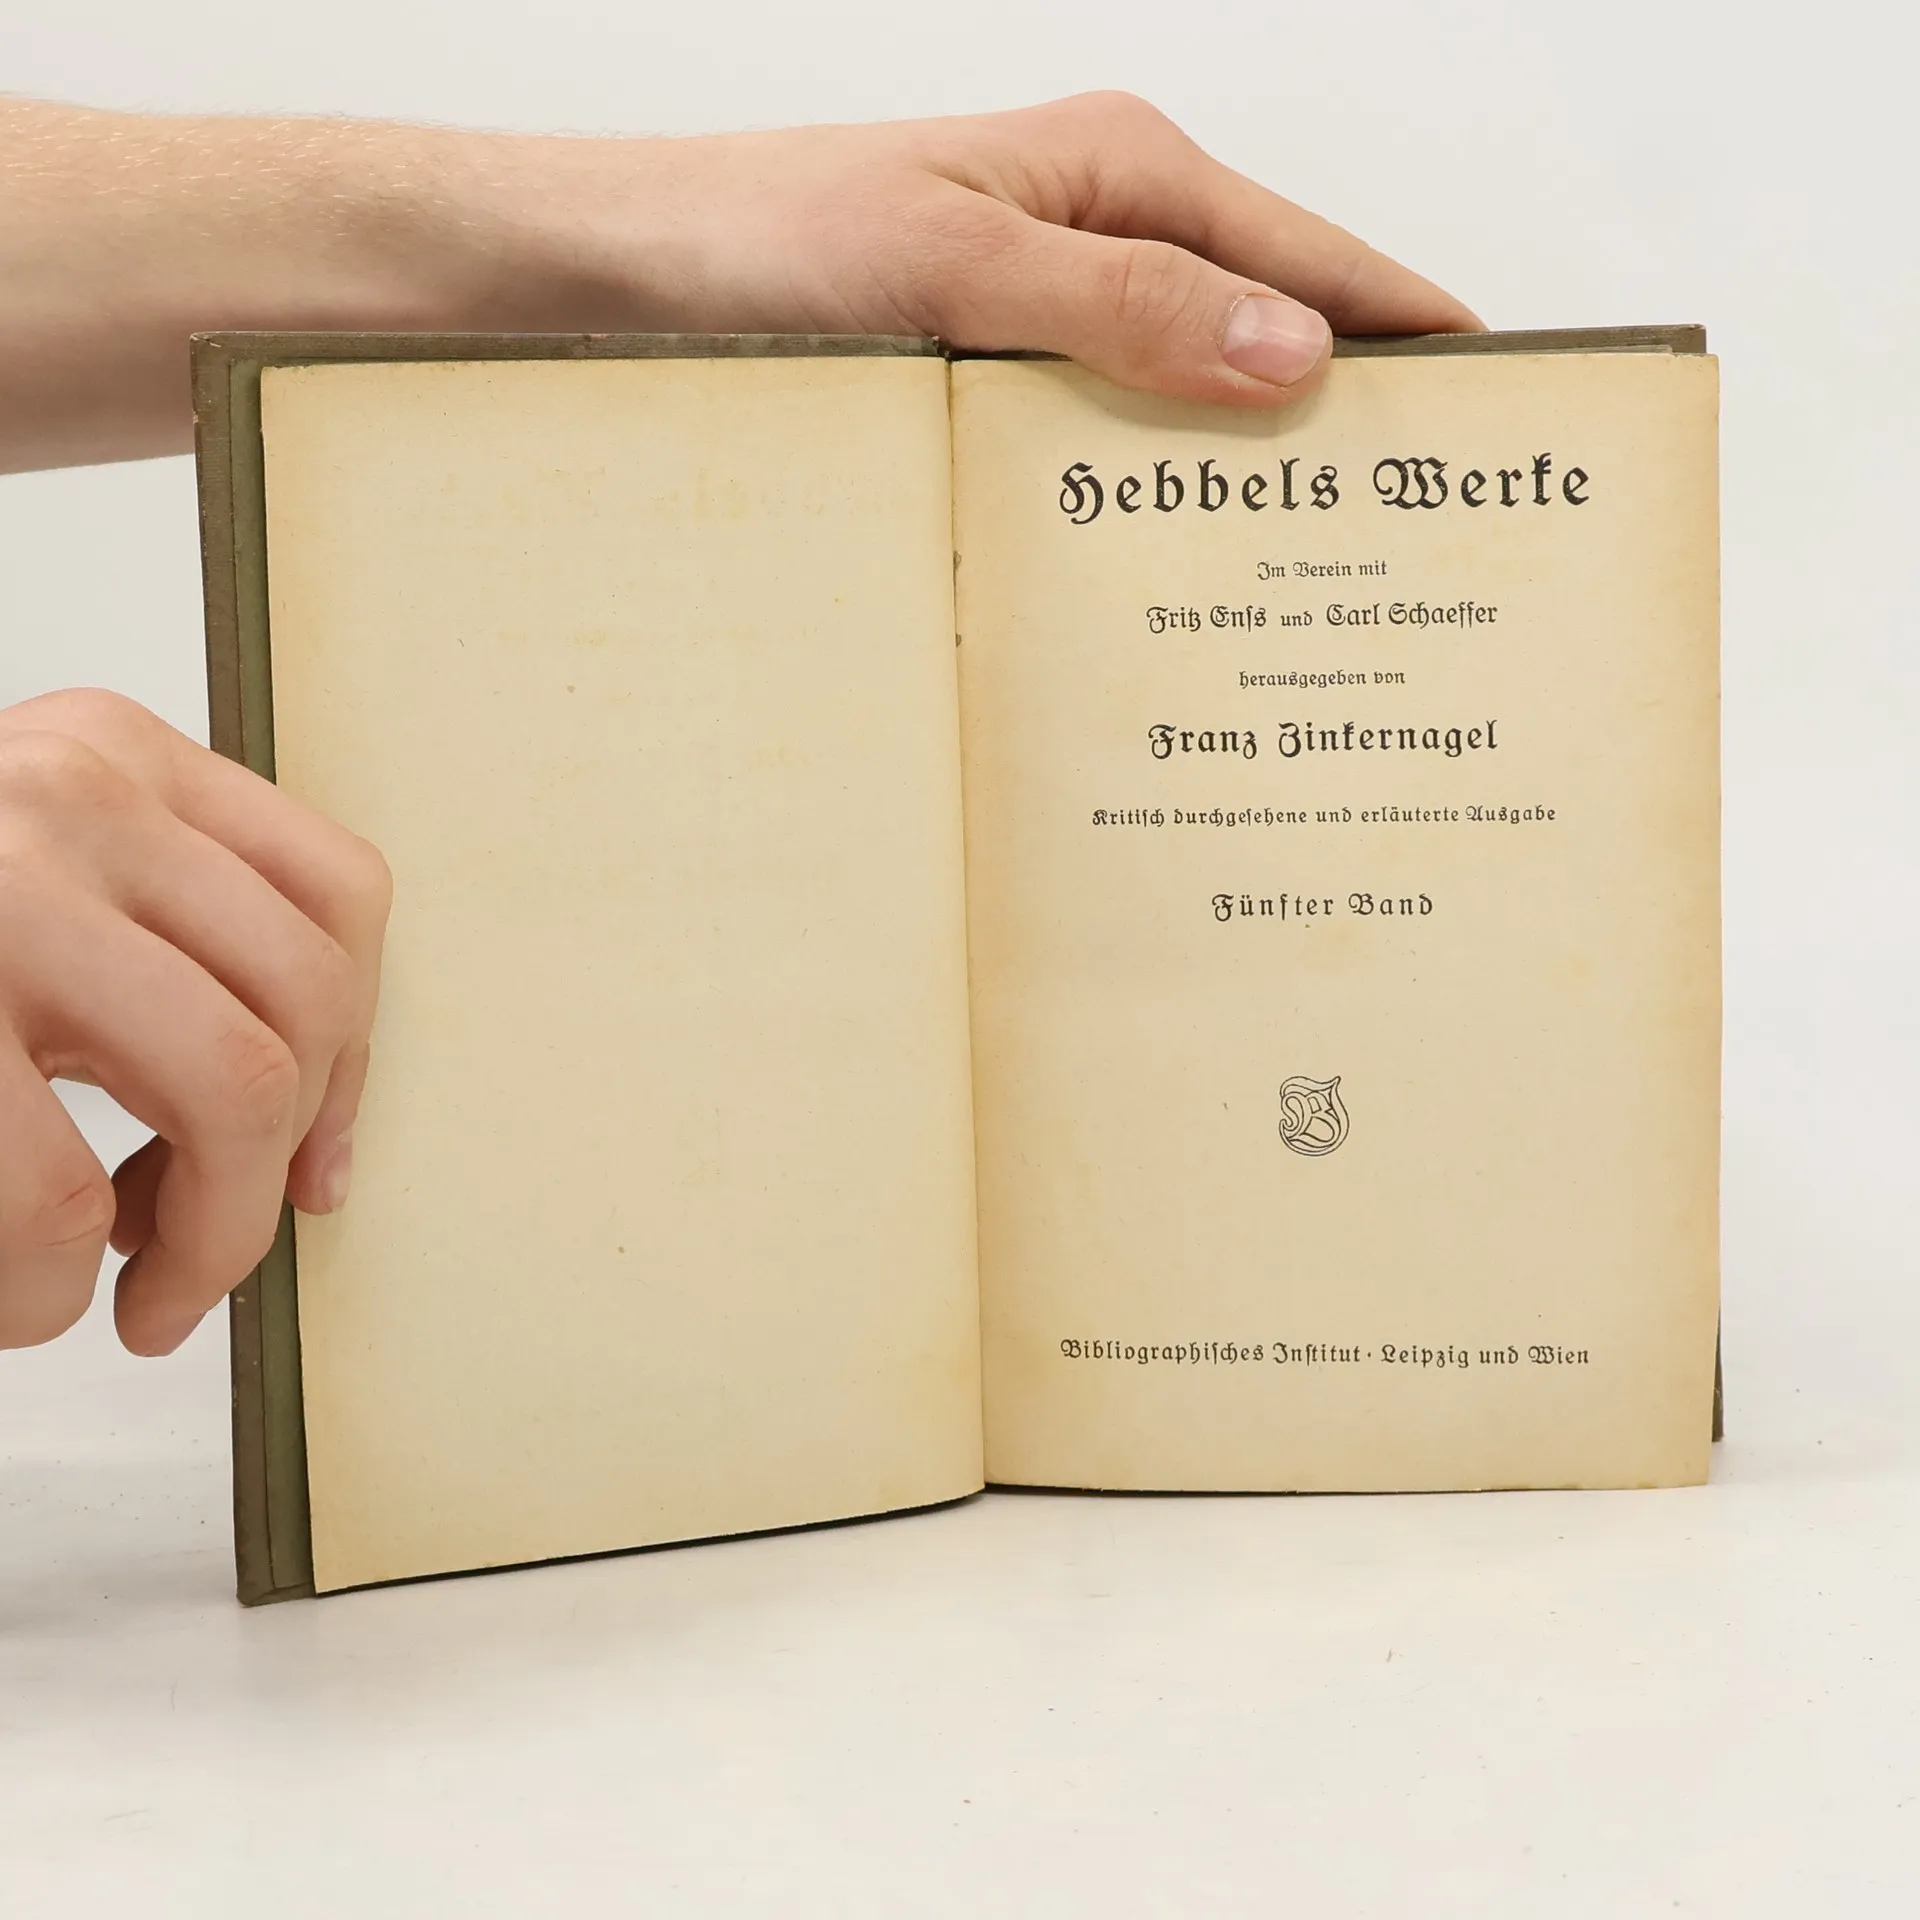 Hebbels Werke
Im Verein mit
Fritz Enſs und Carl Schaeffer
herausgegeben von
Franz Zinkernagel
Kritiſch durchgeſehene und erläuterte Ausgabe
Fünfter Band
BI
Bibliographiſches Inſtitut · Leipzig und Wien